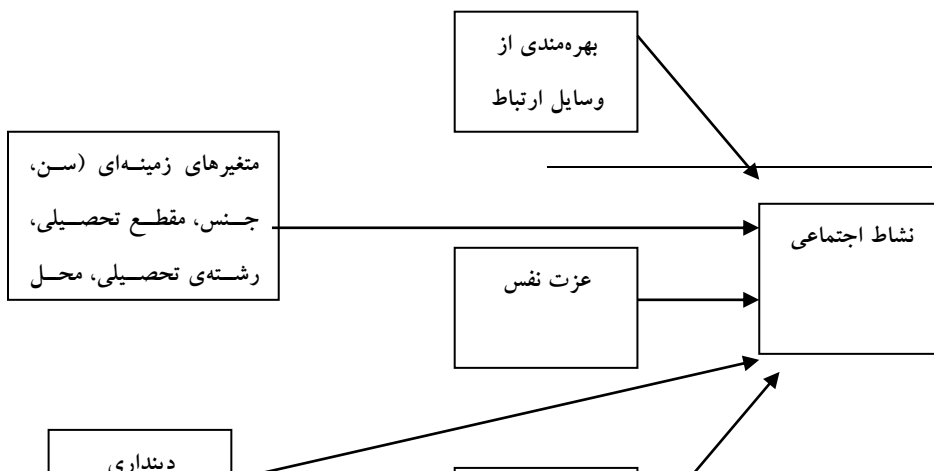 بهره‌مندی از
وسایل ارتباط
متغیرهای زمینه‌ای (سن،
جنس، مقطع تحصیلی،
رشته‌ی تحصیلی، محل
نشاط اجتماعی
عزت نفس
دینداری